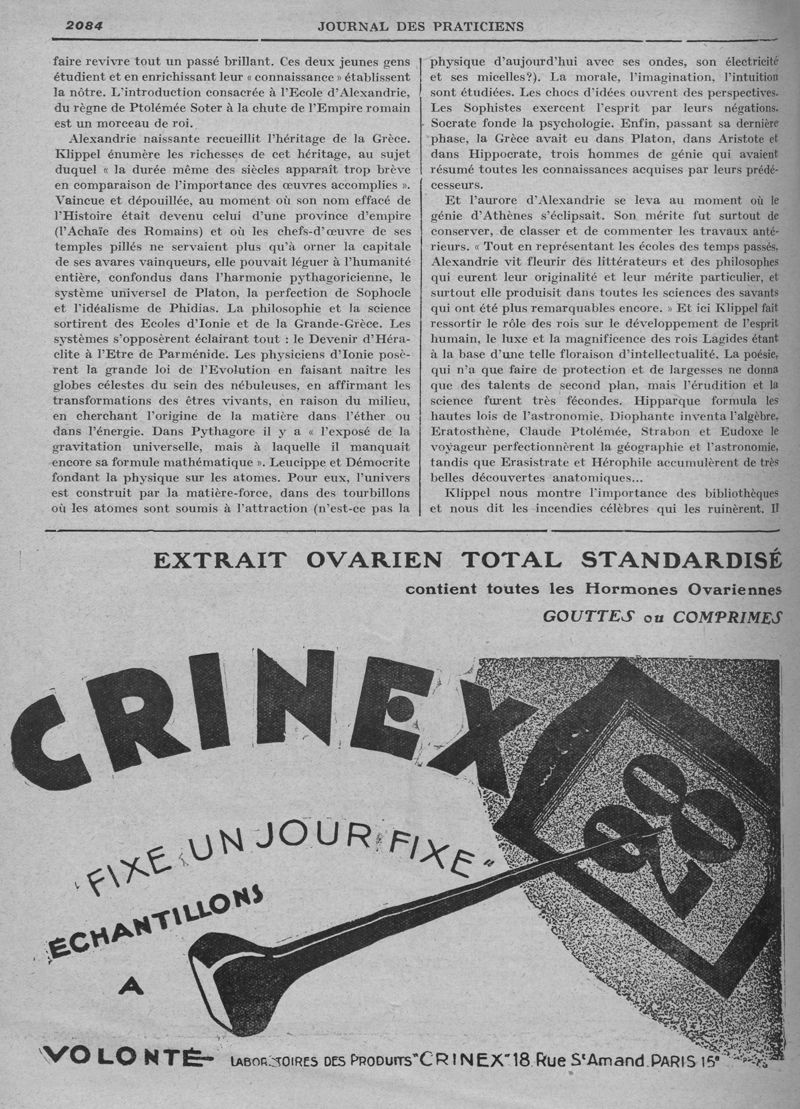 2084
JOURNAL DES PRATICIENS
faire revivre tout un passé brillant. Ces deux jeunes gens
étudient et en enrichissant leur « connaissance » établissent
la nôtre. L'introduction consacrée à l'Ecole d'Alexandrie,
du règne de Ptolémée Soter à la chute de l'Empire romain
est un morceau de roi.
Alexandrie naissante recueillit l'héritage de la Grèce.
Klippel énumère les richesses de cet héritage, au sujet
duquel « la durée même des siècles apparaît trop brève
en comparaison de l'importance des œuvres accomplies ».
Vaincue et dépouillée, au moment où son nom effacé de
l'Histoire était devenu celui d'une province d'empire
(l'Achaïe des Romains) et où les chefs-d'œuvre de ses
temples pillés ne servaient plus qu'à orner la capitale
de ses avares vainqueurs, elle pouvait léguer à l'humanité
entière, confondus dans l'harmonie pythagoricienne, le
système universel de Platon, la perfection de Sophocle
et l'idéalisme de Phidias. La philosophie et la science
sortirent des Ecoles d'Ionie et de la Grande-Grèce. Les
systèmes s'opposèrent éclairant tout : le Devenir d'Héra-
clite à l'Etre de Parménide. Les physiciens d'Ionie posè-
rent la grande loi de l'Evolution en faisant naître les
globes célestes du sein des nébuleuses, en affirmant les
transformations des êtres vivants, en raison du milieu,
en cherchant l'origine de la matière dans l'éther ou
dans l'énergie. Dans Pythagore il y a « l'exposé de la
gravitation universelle, mais à laquelle il manquait
encore sa formule mathématique ». Leucippe et Démocrite
fondant la physique sur les atomes. Pour eux, l'univers
est construit par la matière-force, dans des tourbillons
où les atomes sont soumis à l'attraction (n'est-ce pas la
physique d'aujourd'hui avec ses ondes, son électricité
et ses micelles?). La morale, l'imagination, l'intuition
sont étudiées. Les chocs d'idées ouvrent des perspectives.
Les Sophistes exercent l'esprit par leurs négations.
Socrate fonde la psychologie. Enfin, passant sa dernière
phase, la Grèce avait eu dans Platon, dans Aristote et
dans Hippocrate, trois hommes de génie qui avaient
résumé toutes les connaissances acquises par leurs prédé-
cesseurs.
Et l'aurore d'Alexandrie se leva au moment où le
génie d'Athènes s'éclipsait. Son mérite fut surtout de
conserver, de classer et de commenter les travaux anté-
rieurs. « Tout en représentant les écoles des temps passés,
Alexandrie vit fleurir des littérateurs et des philosophes
qui eurent leur originalité et leur mérite particulier, et
surtout elle produisit dans toutes les sciences des savants
qui ont été plus remarquables encore. » Et ici Klippel fait
ressortir le rôle des rois sur le développement de l'esprit
humain, le luxe et la magnificence des rois Lagides étant
à la base d'une telle floraison d'intellectualité. La poésie,
qui n'a que faire de protection et de largesses ne donna
que des talents de second plan, mais l'érudition et la
science furent très fécondes. Hipparque formula les
hautes lois de l'astronomie, Diophante inventa l'algèbre,
Eratosthène, Claude Ptolémée, Strabon et Eudoxe le
voyageur perfectionnèrent la géographie et l'astronomie,
tandis que Erasistrate et Hérophile accumulèrent de très
belles découvertes anatomiques...
Klippel nous montre l'importance des bibliothèques
et nous dit les incendies célèbres qui les ruinèrent. Il
EXTRAIT OVARIEN TOTAL STANDARDISÉ
contient toutes les Hormones Ovariennes
GOUTTES ou COMPRIMES
CRINEX
28
"FIXE UN JOUR FIXE"
ÉCHANTILLONS
A
VOLONTÉ
LABORATOIRES DES PRODUITS "CRINEX" 18 Rue St Amand PARIS 15e